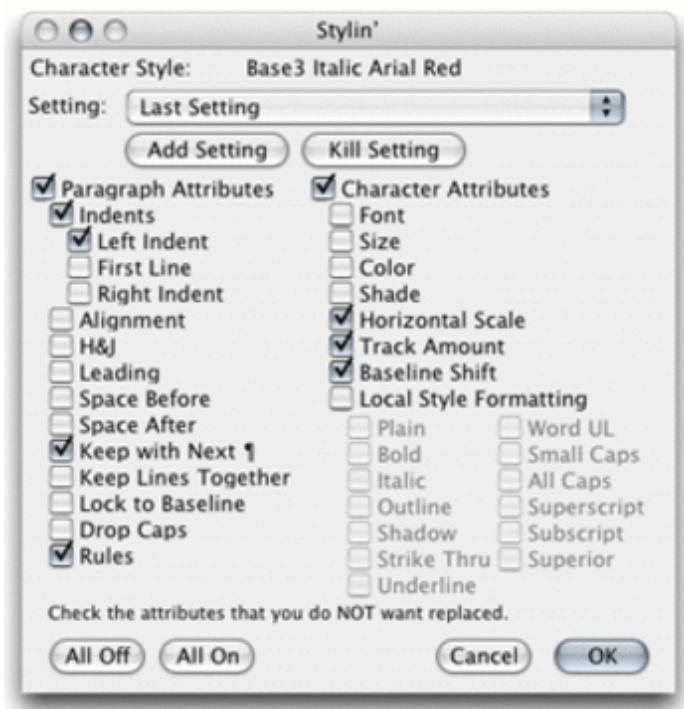 Stylin'
Character Style: Base3 Italic Arial Red
Setting: Last Setting
Add Setting Kill Setting
Paragraph Attributes
Indents
Left Indent
First Line
Right Indent
Alignment
H&J
Leading
Space Before
Space After
Keep with Next ¶
Keep Lines Together
Lock to Baseline
Drop Caps
Rules
Character Attributes
Font
Size
Color
Shade
Horizontal Scale
Track Amount
Baseline Shift
Local Style Formatting
Plain
Bold
Italic
Outline
Shadow
Strike Thru
Underline
Word UL
Small Caps
All Caps
Superscript
Subscript
Superior
Check the attributes that you do NOT want replaced.
All Off All On Cancel OK